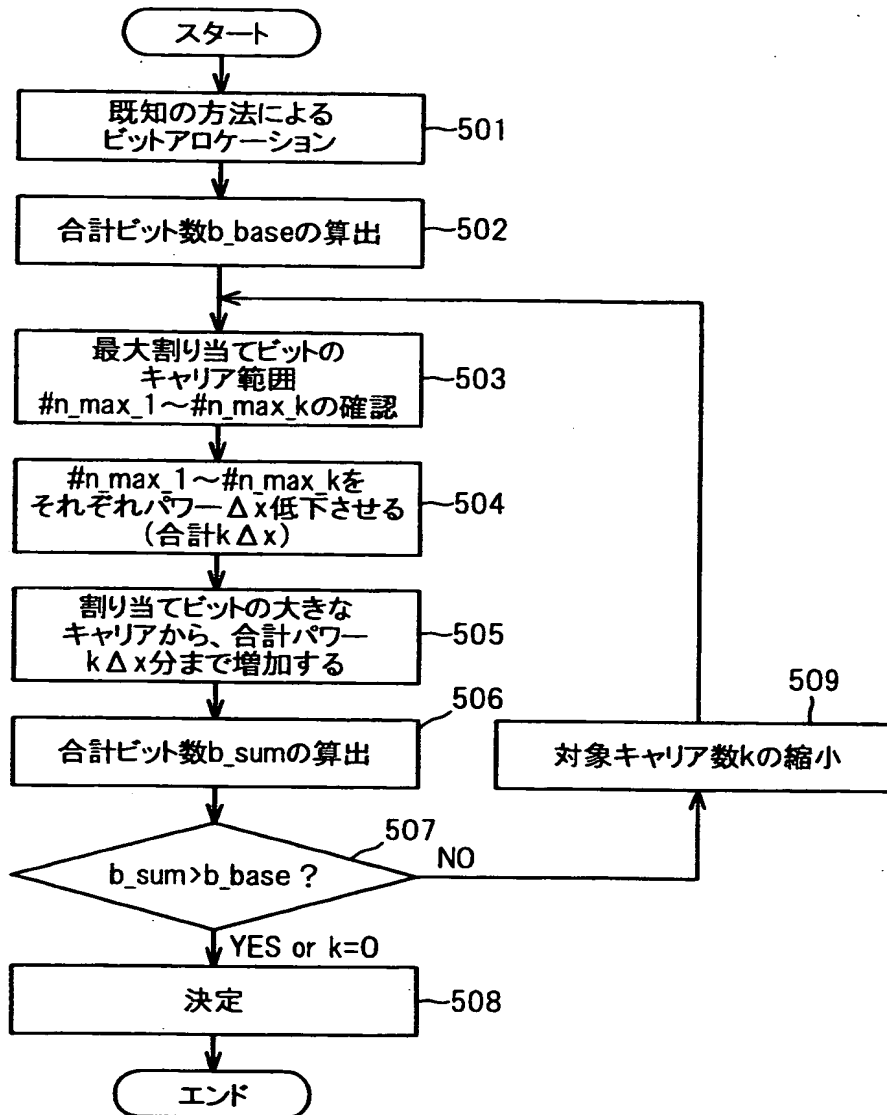 スタート
既知の方法による
ビットアロケーション
501
合計ビット数b_baseの算出
502
最大割り当てビットの
キャリア範囲
#n_max_1～#n_max_kの確認
503
#n_max_1～#n_max_kを
それぞれパワーΔx低下させる
(合計kΔx)
504
割り当てビットの大きな
キャリアから、合計パワー
kΔx分まで増加する
505
506
合計ビット数b_sumの算出
509
対象キャリア数kの縮小
507
b_sum>b_base？
NO
YES or k=0
決定
508
エンド